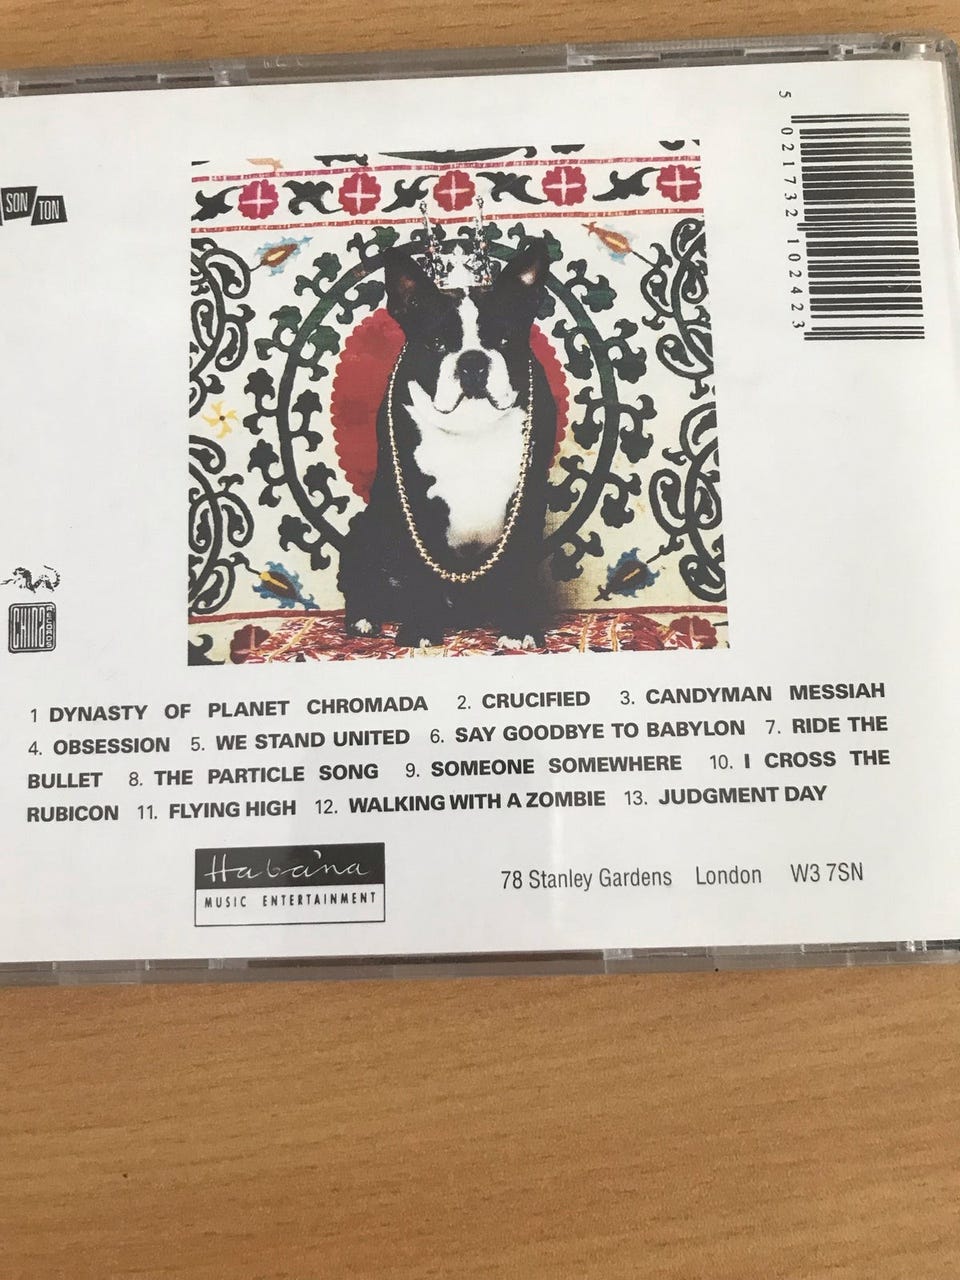 SON TON
5 021732 102423
CHINA RECORDS
1 DYNASTY OF PLANET CHROMADA 2. CRUCIFIED 3. CANDYMAN MESSIAH
4. OBSESSION 5. WE STAND UNITED 6. SAY GOODBYE TO BABYLON 7. RIDE THE
BULLET 8. THE PARTICLE SONG 9. SOMEONE SOMEWHERE 10. I CROSS THE
RUBICON 11. FLYING HIGH 12. WALKING WITH A ZOMBIE 13. JUDGMENT DAY
Habana
MUSIC ENTERTAINMENT
78 Stanley Gardens London W3 7SN